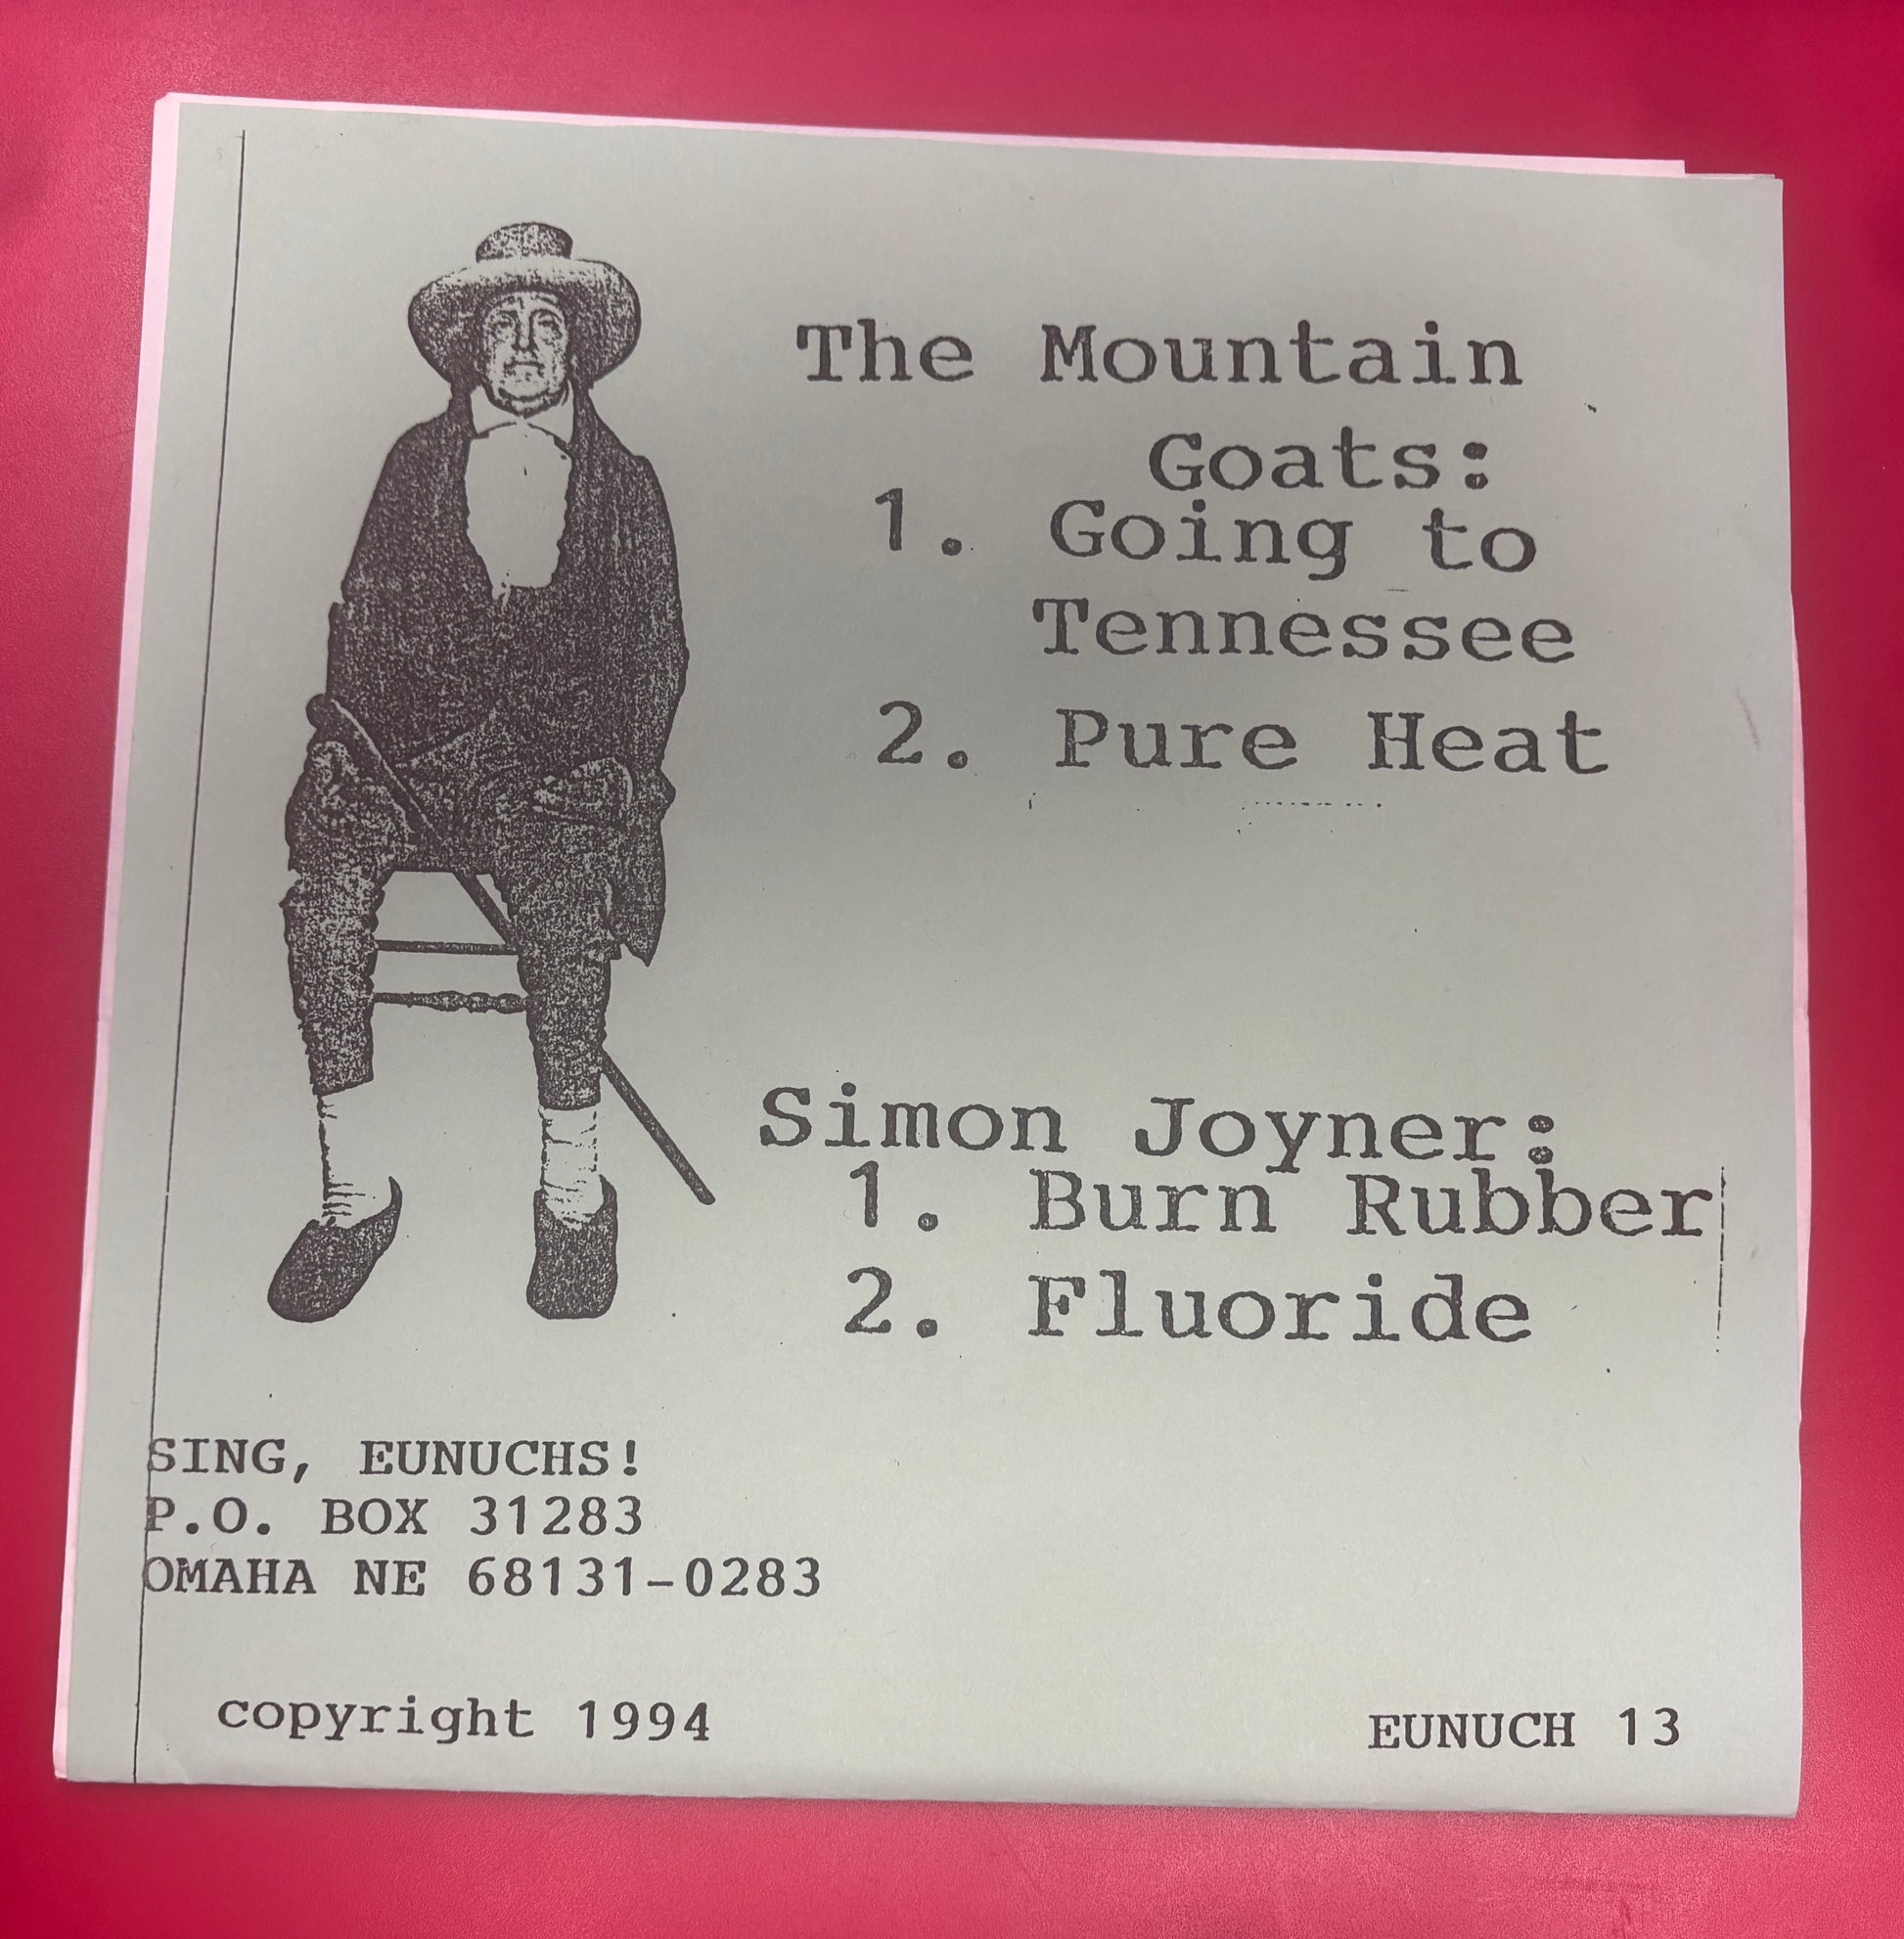 The Mountain
Goats:
1. Going to
Tennessee
2. Pure Heat
Simon Joyner:
1. Burn Rubber
2. Fluoride
SING, EUNUCHS!
P.O. BOX 31283
OMAHA NE 68131-0283
copyright 1994
EUNUCH 13